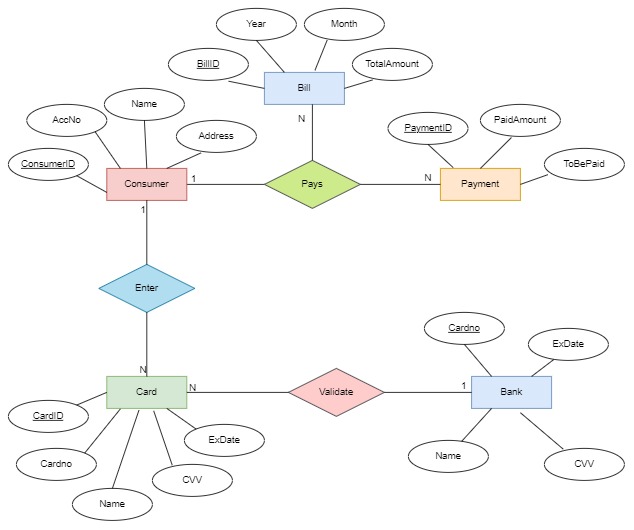 Year
Month
BillID
TotalAmount
Bill
Name
AccNo
N
PaymentID
PaidAmount
Address
ConsumerID
ToBePaid
Consumer
1
Pays
N
Payment
1
Enter
Cardno
ExDate
N
Card
N
Validate
1
Bank
CardID
ExDate
Name
Cardno
CVV
CVV
Name